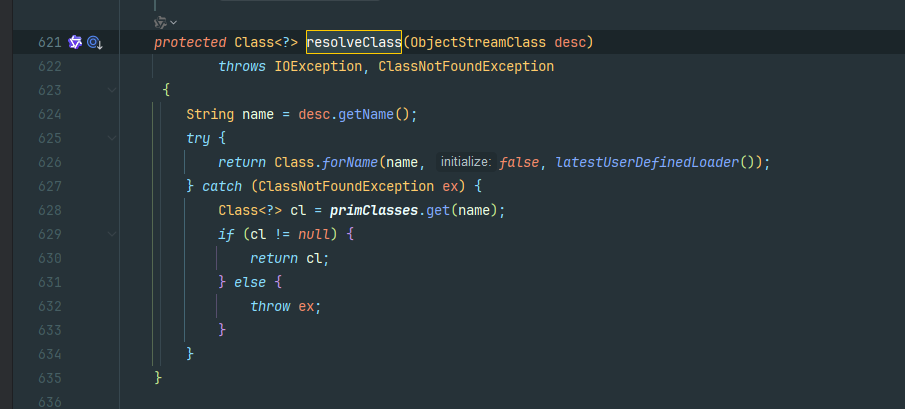 621 protected Class<?> resolveClass(ObjectStreamClass desc)
622 throws IOException, ClassNotFoundException
623 {
624 String name = desc.getName();
625 try {
626 return Class.forName(name, initialize: false, latestUserDefinedLoader());
627 } catch (ClassNotFoundException ex) {
628 Class<?> cl = primClasses.get(name);
629 if (cl != null) {
630 return cl;
631 } else {
632 throw ex;
633 }
634 }
635 }
636